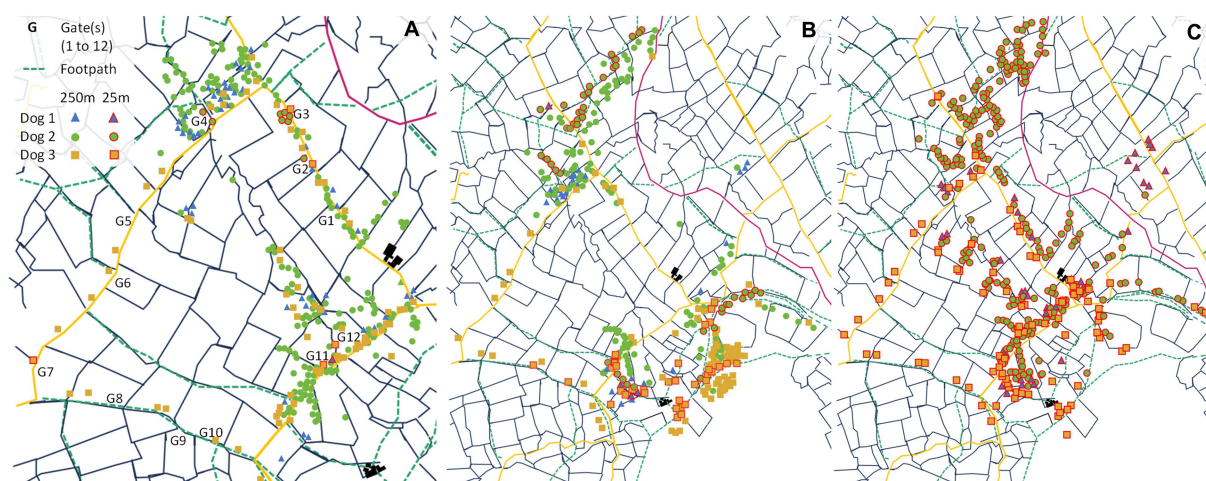 G Gate(s) A B C
(1 to 12)
Footpath
250m 25m
Dog 1
Dog 2
Dog 3
G4 G3
G2
G5 G1
G6
G12
G11
G7
G8
G9 G10